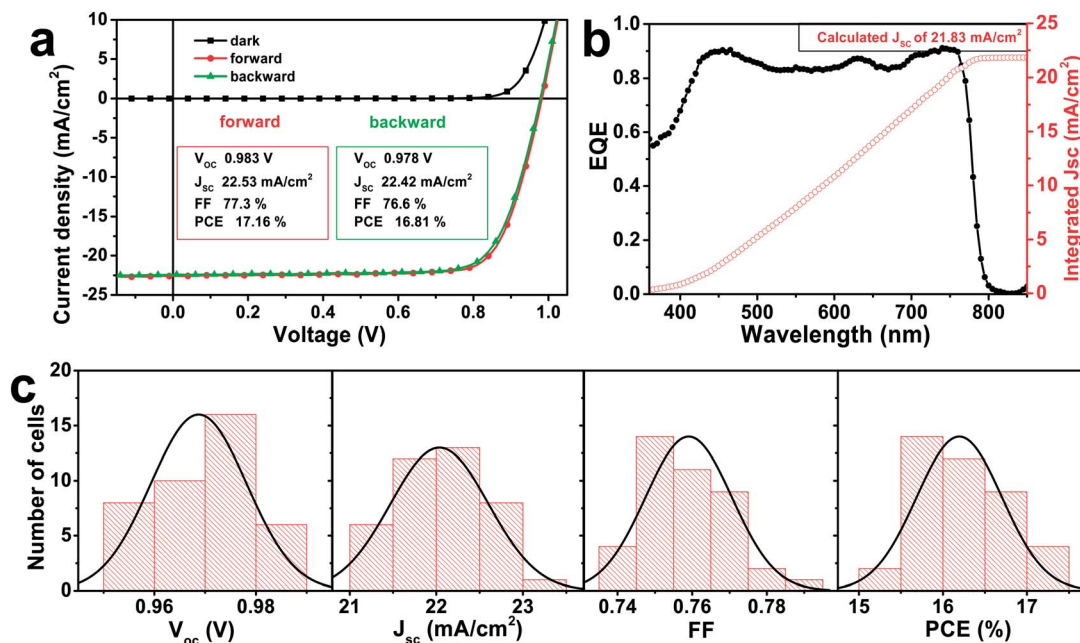 a
Current density (mA/cm²)
10
5
0
-5
-10
-15
-20
-25
dark
forward
backward
forward
backward
V_OC 0.983 V
J_SC 22.53 mA/cm²
FF 77.3 %
PCE 17.16 %
V_OC 0.978 V
J_SC 22.42 mA/cm²
FF 76.6 %
PCE 16.81 %
0.0 0.2 0.4 0.6 0.8 1.0
Voltage (V)
b
Calculated J_SC of 21.83 mA/cm²
EQE
1.0
0.8
0.6
0.4
0.2
0.0
Integrated Jsc (mA/cm²)
25
20
15
10
5
0
400 500 600 700 800
Wavelength (nm)
c
Number of cells
20
15
10
5
0
0.96 0.98
V_oc (V)
21 22 23
J_sc (mA/cm²)
0.74 0.76 0.78
FF
15 16 17
PCE (%)